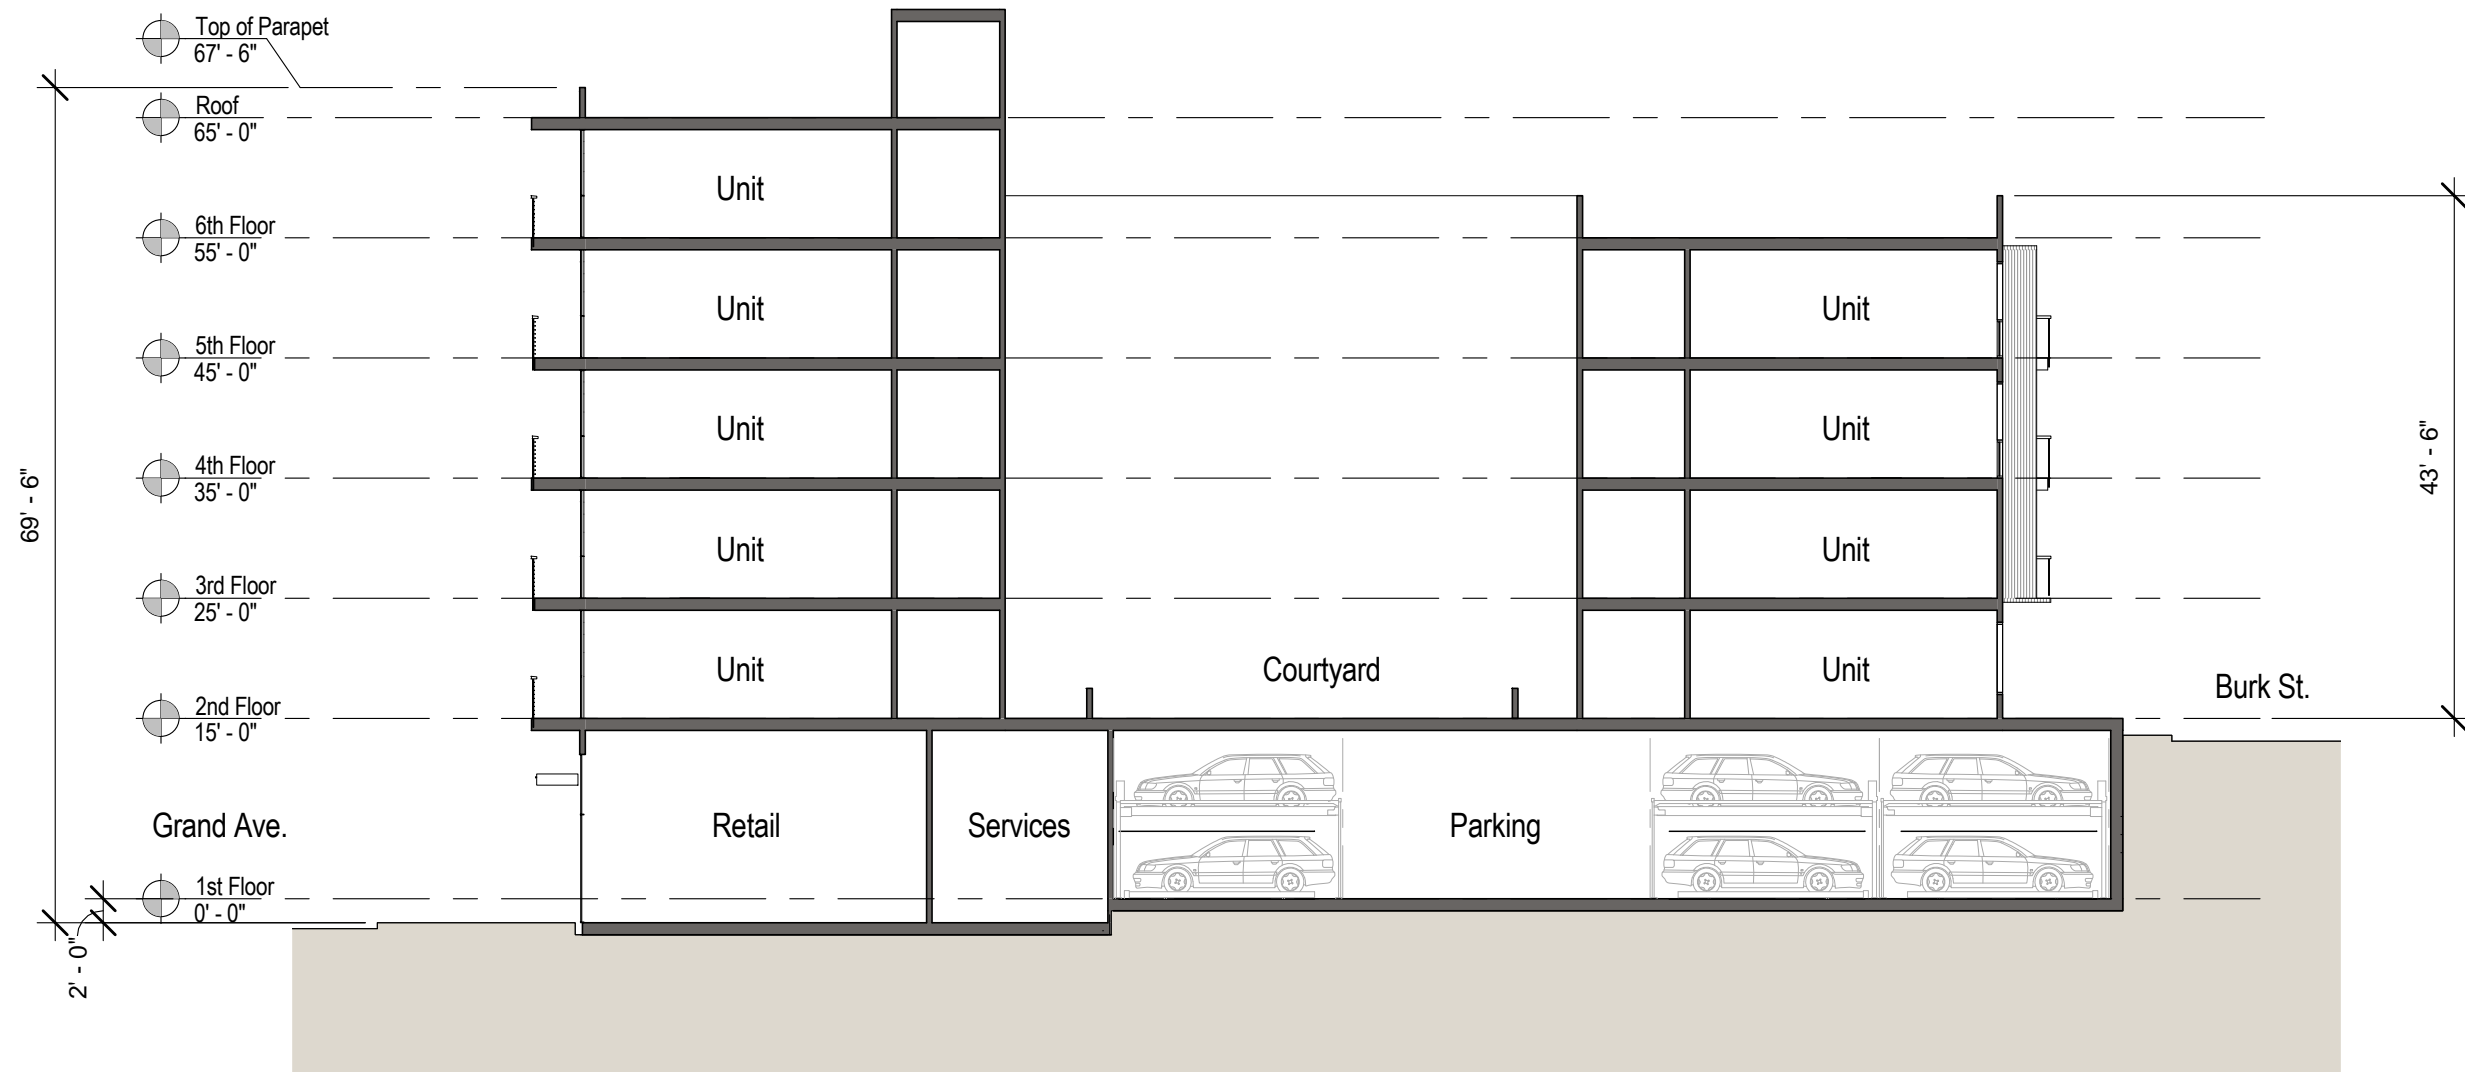 Top of Parapet
67' - 6"
Roof
65' - 0"
Unit
6th Floor
55' - 0"
Unit
Unit
5th Floor
45' - 0"
Unit
Unit
4th Floor
35' - 0"
69' - 6"
43' - 6"
Unit
Unit
3rd Floor
25' - 0"
Unit
Courtyard
Unit
Burk St.
2nd Floor
15' - 0"
Grand Ave.
Retail
Services
Parking
1st Floor
0' - 0"
2' - 0"